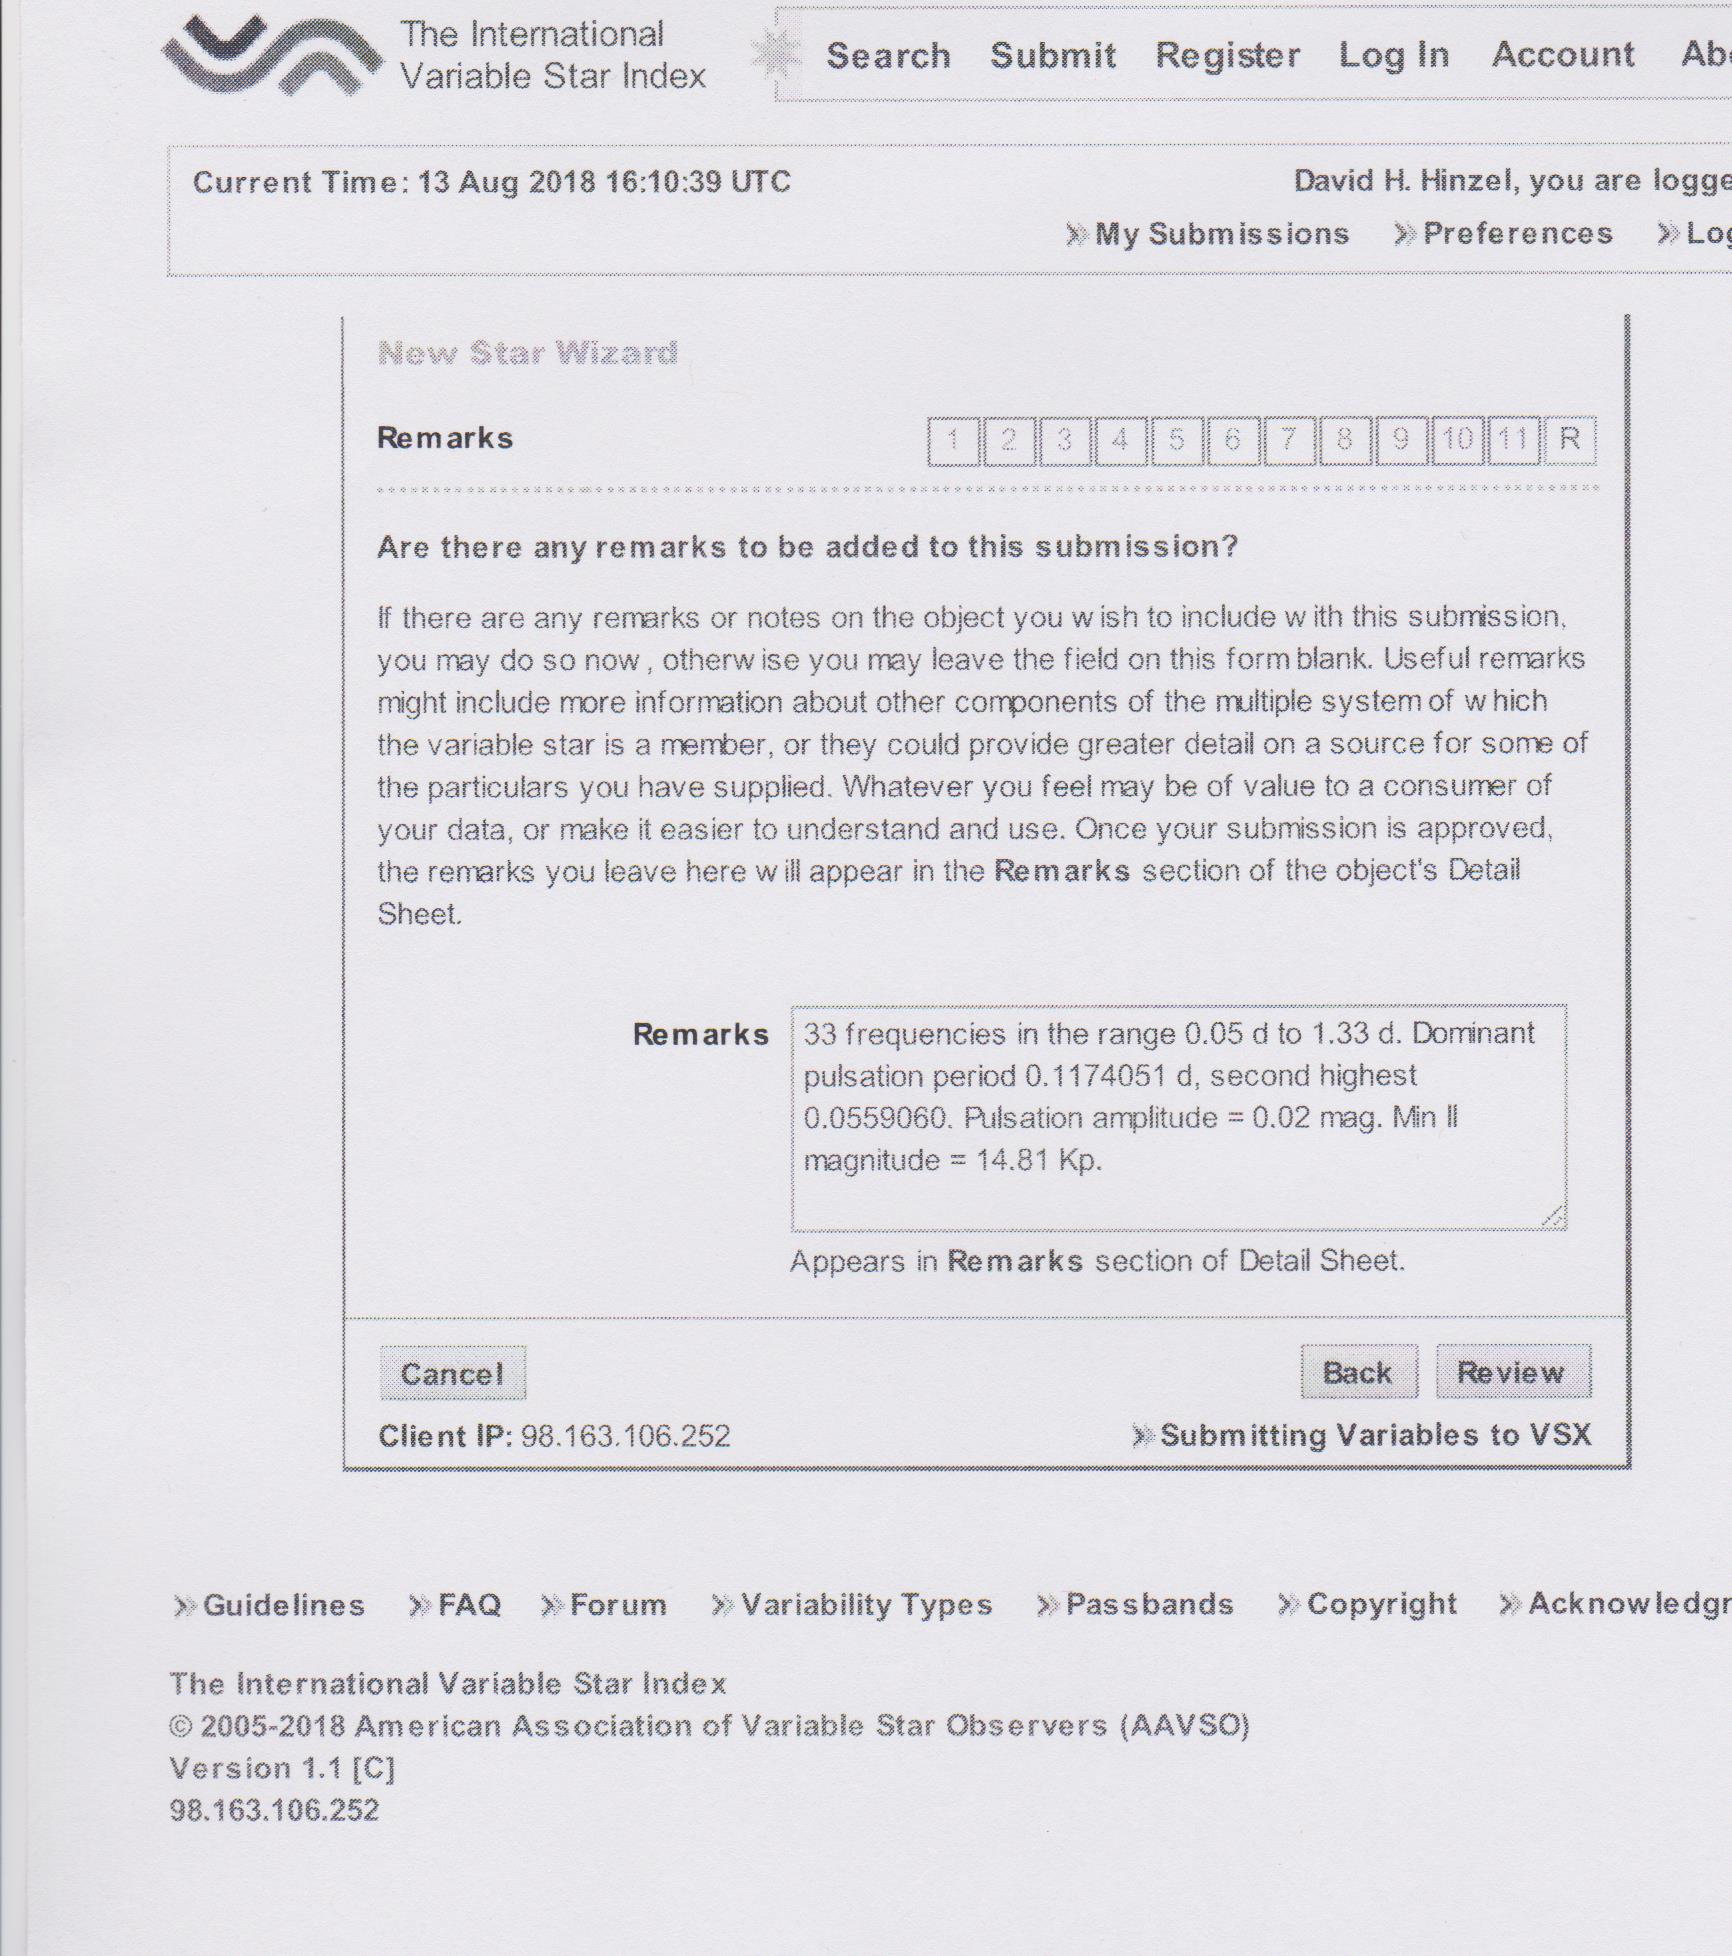 The International
Variable Star Index
Search Submit Register Log In Account
Current Time: 13 Aug 2018 16:10:39 UTC
David H. Hinzel, you are
» My Submissions » Preferences »
New Star Wizard
Remarks
1 2 3 4 5 6 7 8 9 10 11 R
Are there any remarks to be added to this submission?
If there are any remarks or notes on the object you wish to include with this submission,
you may do so now, otherwise you may leave the field on this form blank. Useful remarks
might include more information about other components of the multiple system of which
the variable star is a member, or they could provide greater detail on a source for some of
the particulars you have supplied. Whatever you feel may be of value to a consumer of
your data, or make it easier to understand and use. Once your submission is approved,
the remarks you leave here will appear in the Remarks section of the object's Detail
Sheet.
Remarks
33 frequencies in the range 0.05 d to 1.33 d. Dominant
pulsation period 0.1174051 d, second highest
0.0559060. Pulsation amplitude = 0.02 mag. Min II
magnitude = 14.81 Kp.
Appears in Remarks section of Detail Sheet.
Cancel
Back Review
Client IP: 98.163.106.252
» Submitting Variables to VSX
» Guidelines » FAQ » Forum » Variability Types » Passbands » Copyright »
The International Variable Star Index
© 2005-2018 American Association of Variable Star Observers (AAVSO)
Version 1.1 [C]
98.163.106.252